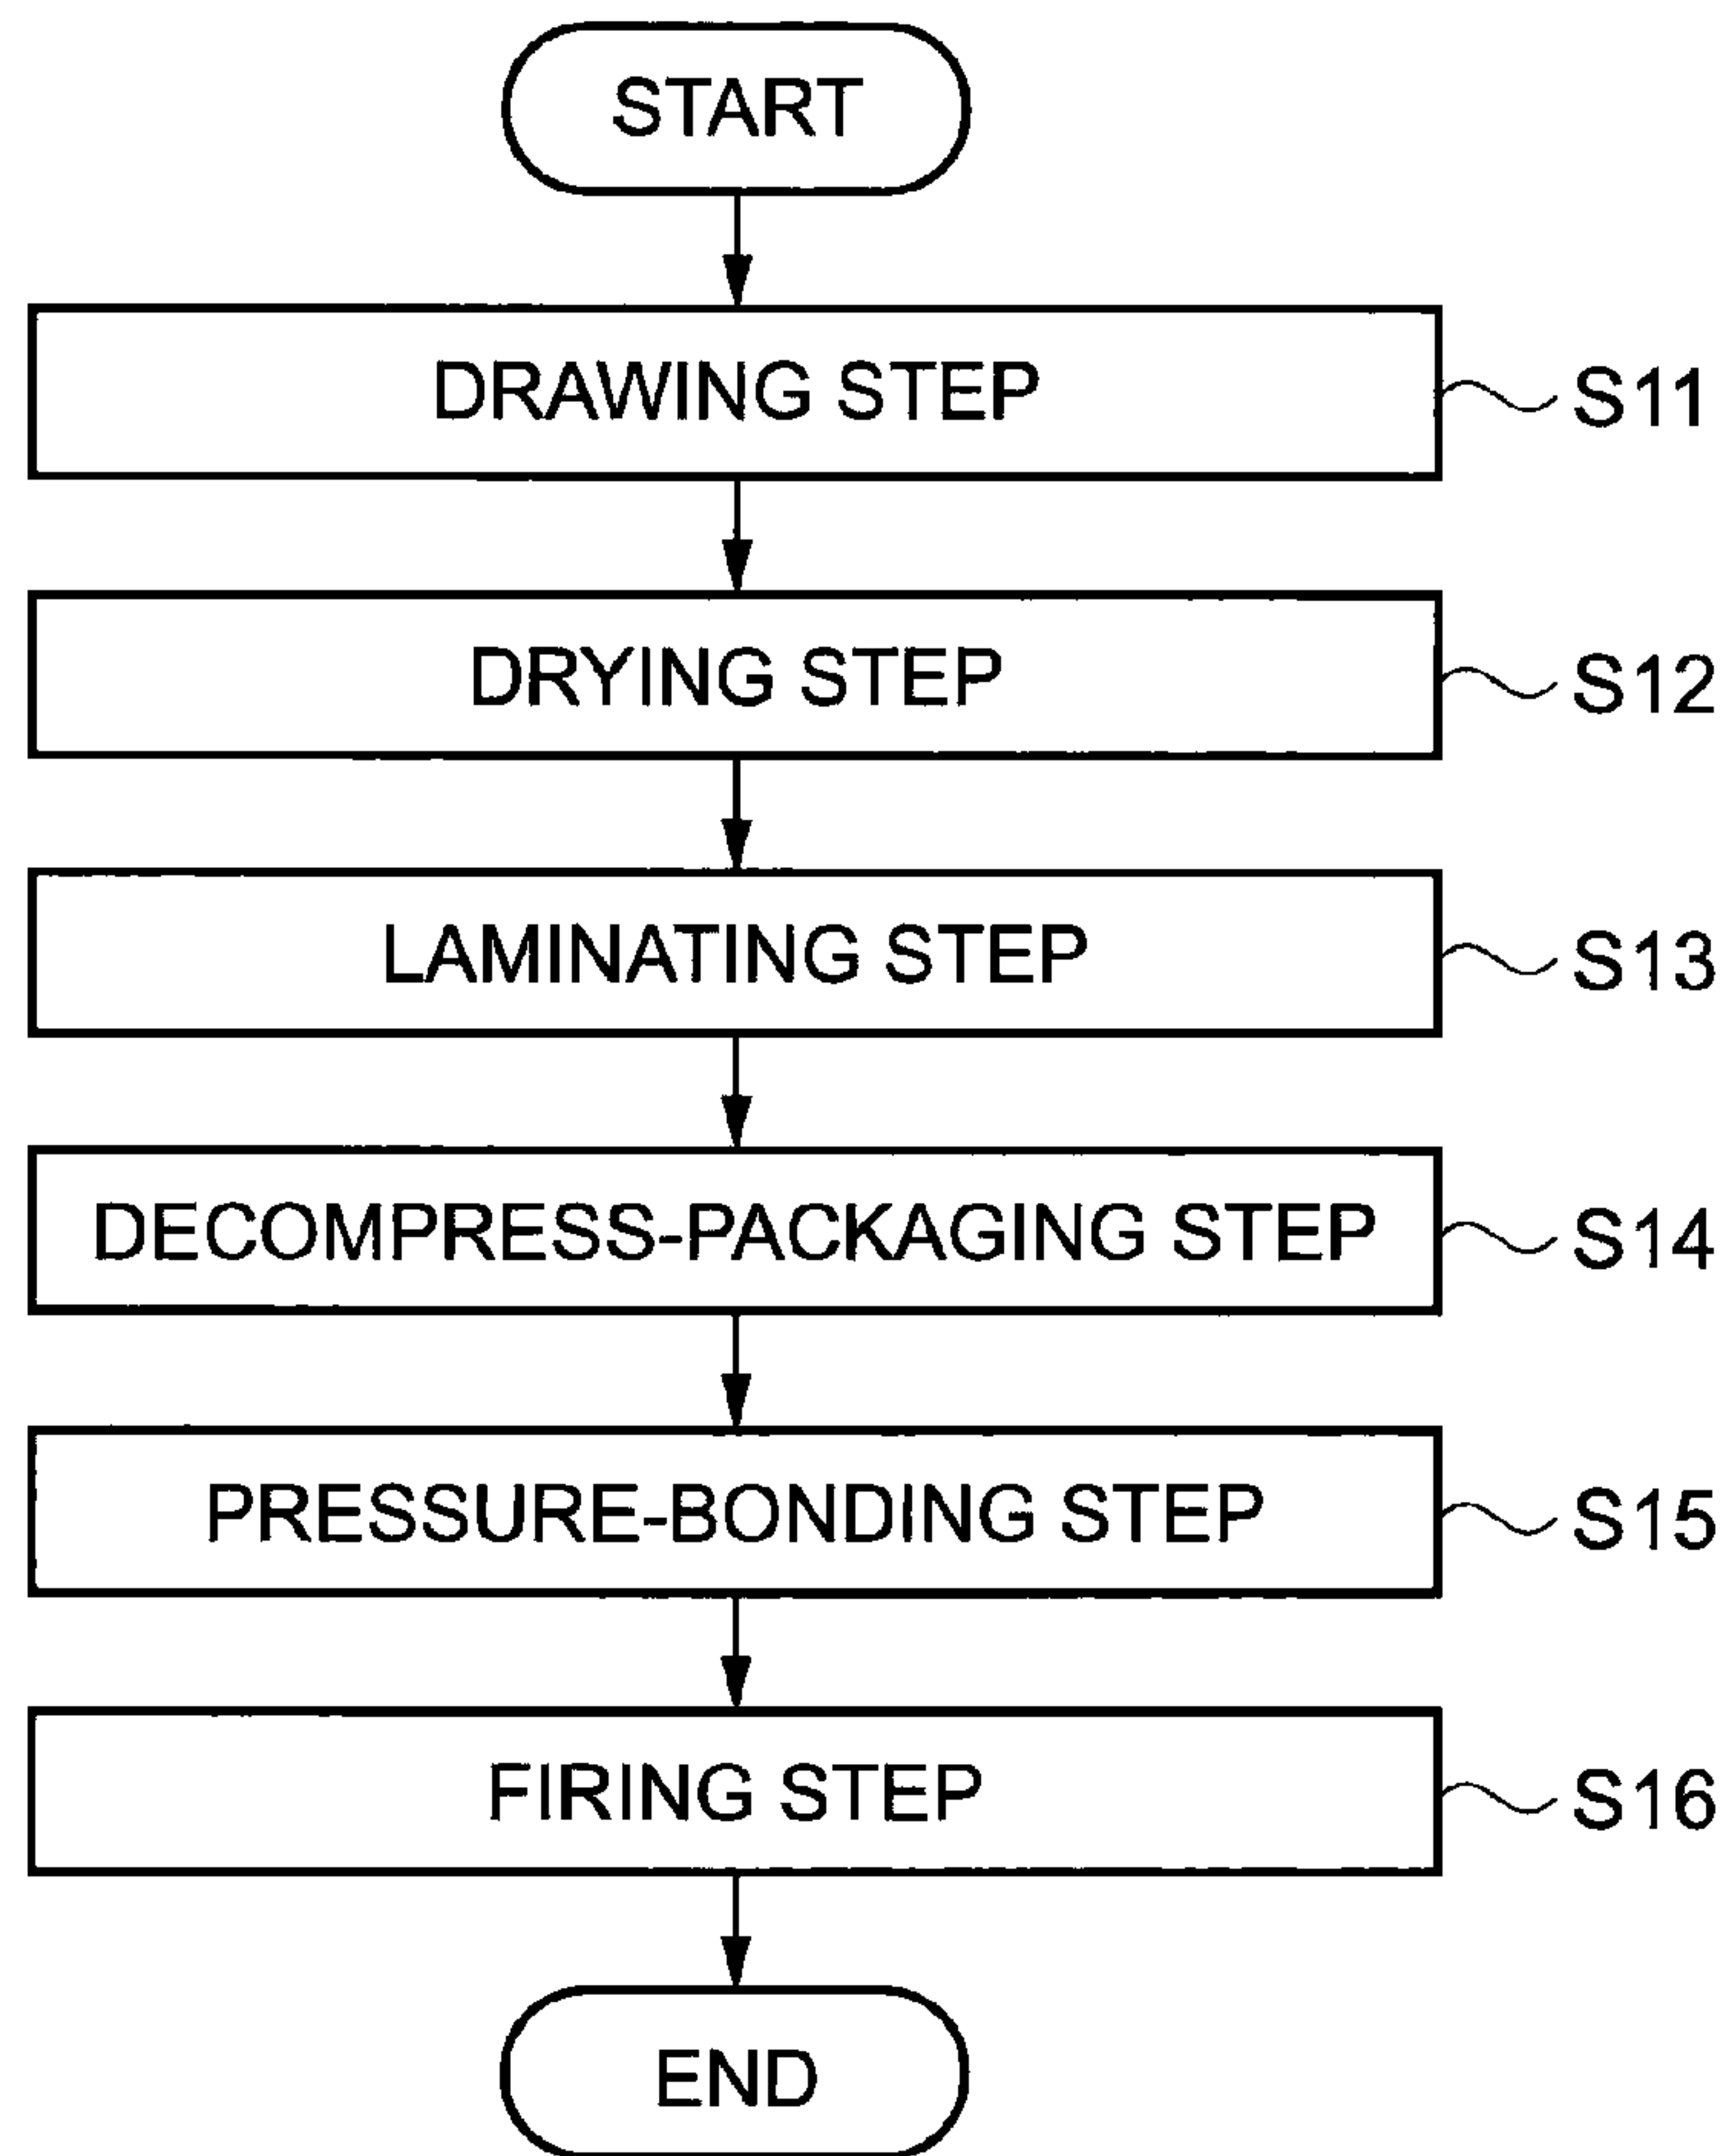 START
DRAWING STEP
S11
DRYING STEP
S12
LAMINATING STEP
S13
DECOMPRESS-PACKAGING STEP
S14
PRESSURE-BONDING STEP
S15
FIRING STEP
S16
END